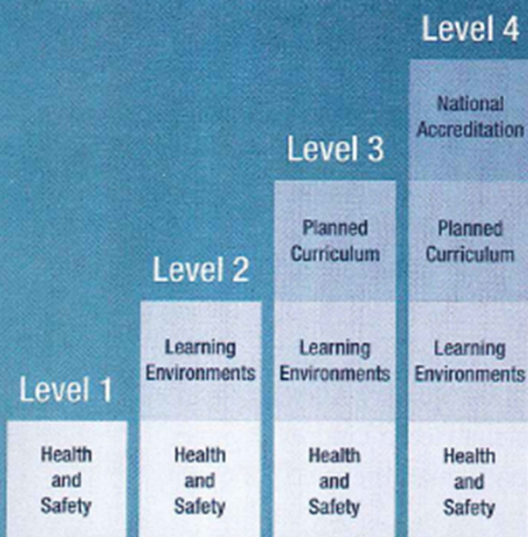 Level 4
National
Accreditation
Level 3
Planned
Curriculum
Planned
Curriculum
Level 2
Learning
Environments
Learning
Environments
Learning
Environments
Level 1
Health
and
Safety
Health
and
Safety
Health
and
Safety
Health
and
Safety